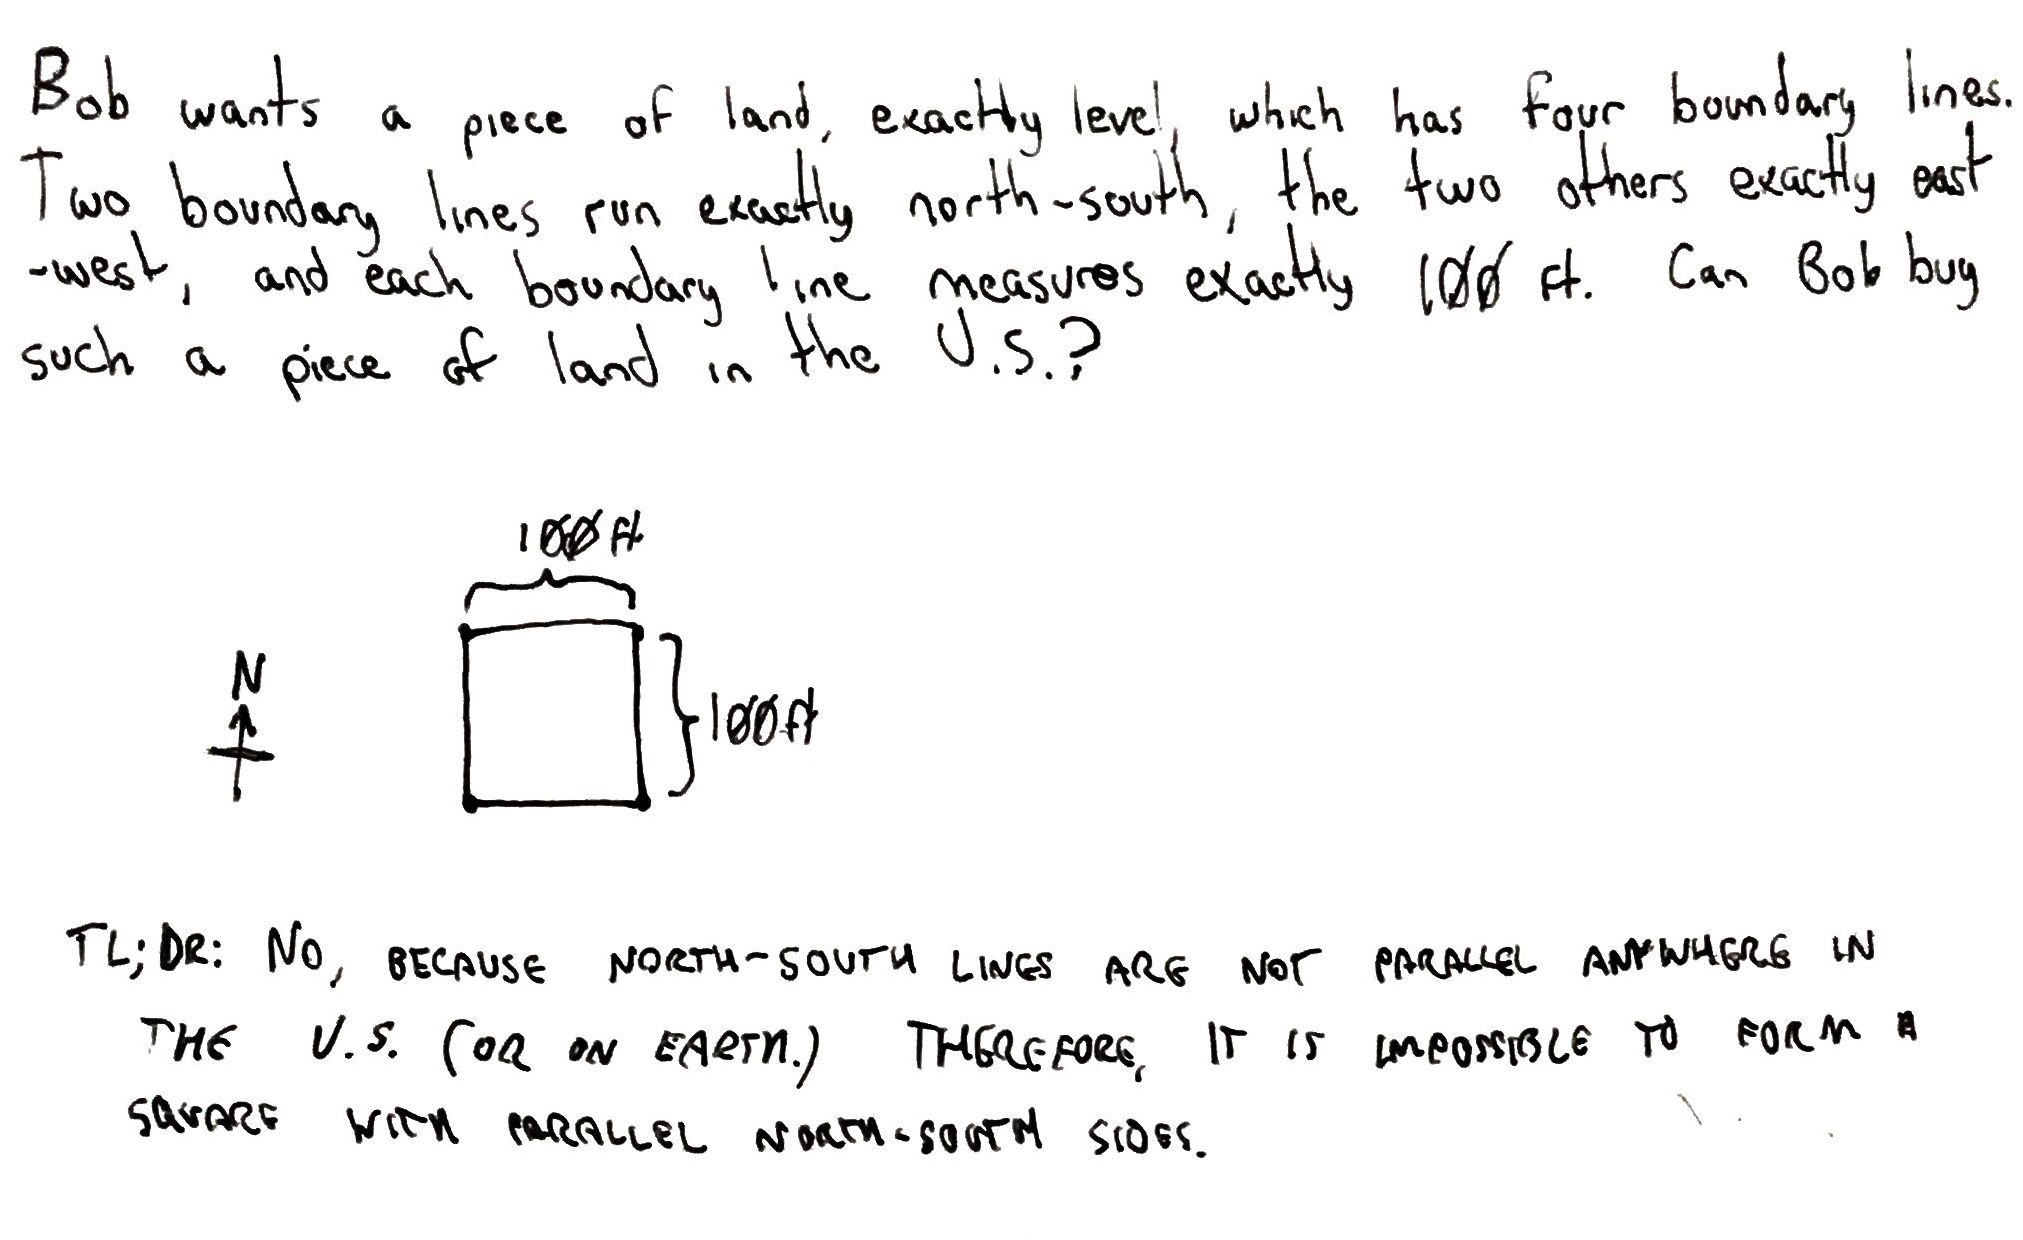 Bob wants a piece of land, exactly level, which has four boundary lines.
Two boundary lines run exactly north-south, the two others exactly east
-west, and each boundary line measures exactly 100 ft. Can Bob buy
such a piece of land in the U.S.?
100 ft
N
100 ft
TL;DR: NO, BECAUSE NORTH-SOUTH LINES ARE NOT PARALLEL ANYWHERE IN
THE U.S. (OR ON EARTH.) THEREFORE, IT IS IMPOSSIBLE TO FORM A
SQUARE WITH PARALLEL NORTH-SOUTH SIDES.